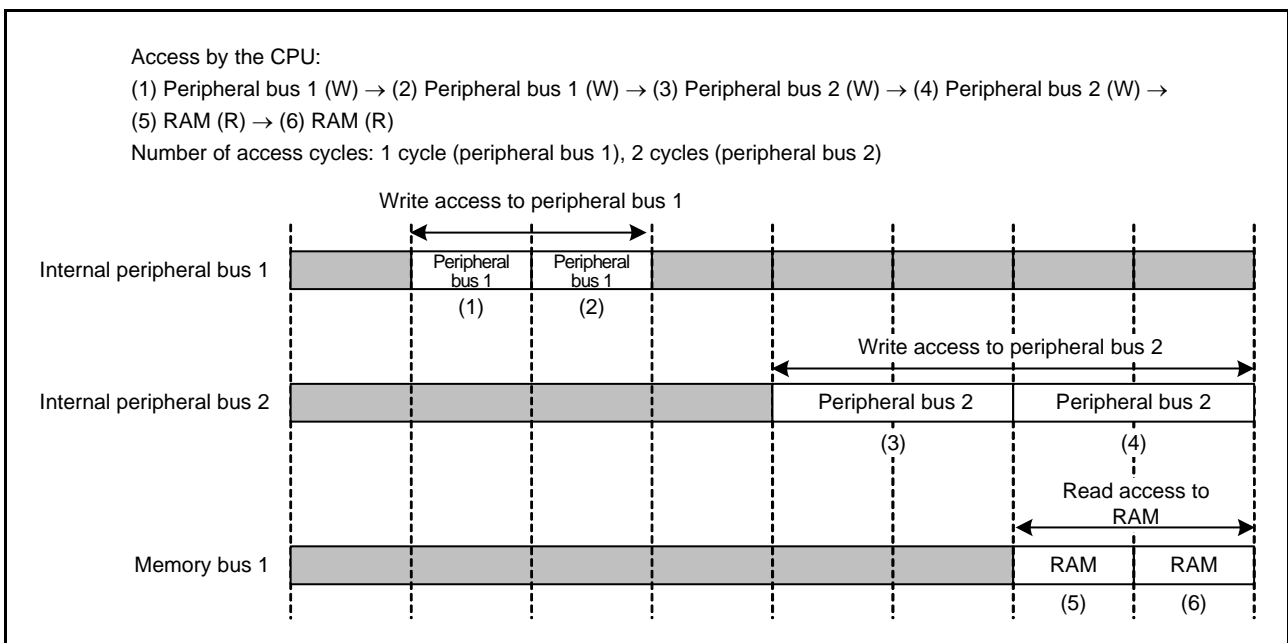 Access by the CPU:
(1) Peripheral bus 1 (W) → (2) Peripheral bus 1 (W) → (3) Peripheral bus 2 (W) → (4) Peripheral bus 2 (W) →
(5) RAM (R) → (6) RAM (R)
Number of access cycles: 1 cycle (peripheral bus 1), 2 cycles (peripheral bus 2)
Write access to peripheral bus 1
Internal peripheral bus 1
Peripheral
bus 1
Peripheral
bus 1
(1)
(2)
Write access to peripheral bus 2
Internal peripheral bus 2
Peripheral bus 2
Peripheral bus 2
(3)
(4)
Read access to
RAM
Memory bus 1
RAM
RAM
(5)
(6)